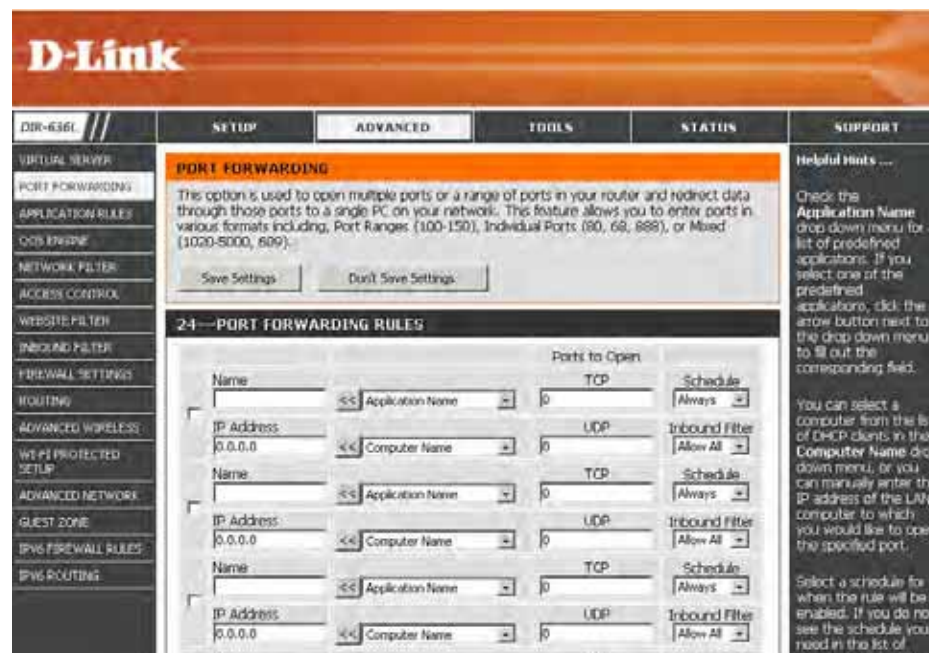 D-Link
DIR-636L
SETUP
ADVANCED
TOOLS
STATUS
SUPPORT
VIRTUAL SERVER
PORT FORWARDING
APPLICATION RULES
QOS ENGINE
NETWORK FILTER
ACCESS CONTROL
WEBSITE FILTER
INBOUND FILTER
FIREWALL SETTINGS
ROUTING
ADVANCED WIRELESS
WI-FI PROTECTED
SETUP
ADVANCED NETWORK
GUEST ZONE
IPV6 FIREWALL RULES
IPV6 ROUTING
PORT FORWARDING
This option is used to open multiple ports or a range of ports in your router and redirect data
through those ports to a single PC on your network. This feature allows you to enter ports in
various formats including, Port Ranges (100-150), Individual Ports (80, 68, 888), or Mixed
(1020-5000, 689).
Save Settings
Don't Save Settings
24—PORT FORWARDING RULES
Ports to Open
Name
<< Application Name
TCP
0
Schedule
Always
IP Address
0.0.0.0
<< Computer Name
UDP
0
Inbound Filter
Allow All
Name
<< Application Name
TCP
0
Schedule
Always
IP Address
0.0.0.0
<< Computer Name
UDP
0
Inbound Filter
Allow All
Name
<< Application Name
TCP
0
Schedule
Always
IP Address
0.0.0.0
<< Computer Name
UDP
0
Inbound Filter
Allow All
Helpful Hints ...
Check the
Application Name
drop down menu for a
list of predefined
applications. If you
select one of the
predefined
applications, click the
arrow button next to
the drop down menu
to fill out the
corresponding field.
You can select a
computer from the lis
of DHCP clients in the
Computer Name dro
down menu, or you
can manually enter th
IP address of the LAN
computer to which
you would like to ope
the specified port.
Select a schedule for
when the rule will be
enabled. If you do no
see the schedule you
need in the list of